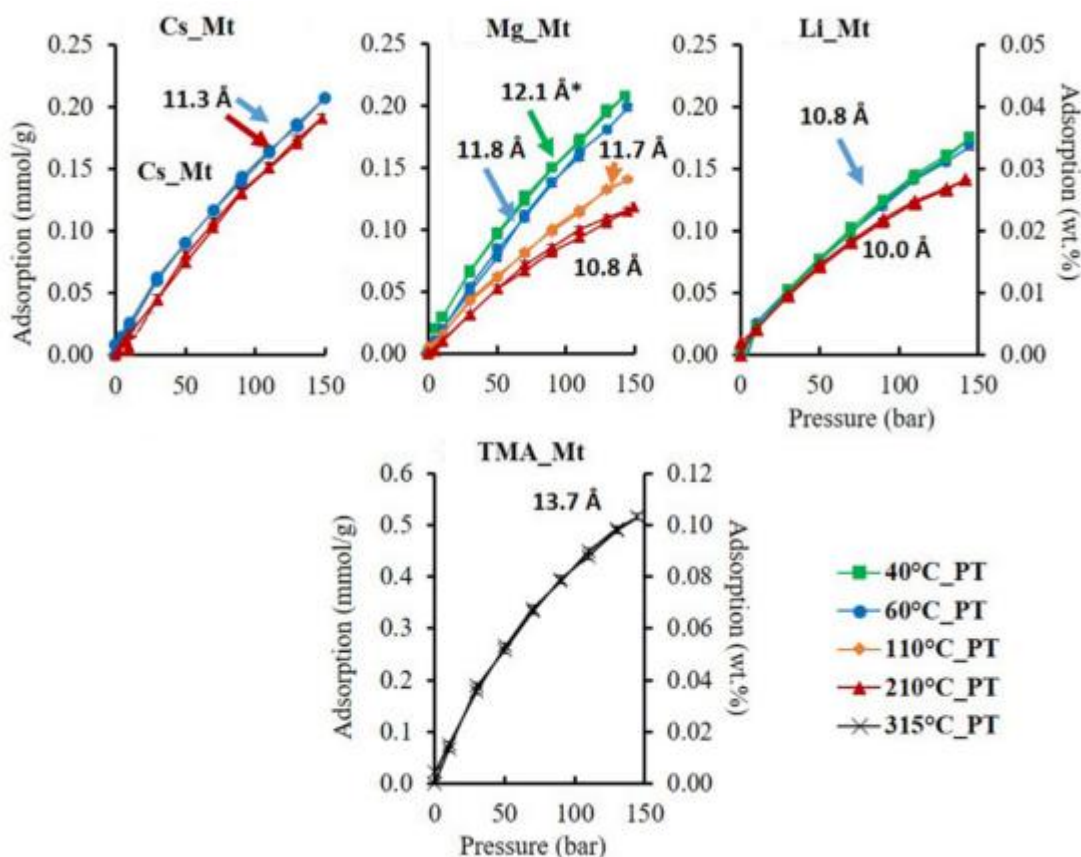 Cs_Mt
Mg_Mt
Li_Mt
0.25
0.20
0.15
0.10
0.05
0.00
Adsorption (mmol/g)
11.3 Å
Cs_Mt
0 50 100 150
0.25
0.20
0.15
0.10
0.05
0.00
12.1 Å*
11.8 Å
11.7 Å
10.8 Å
0 50 100 150
0.25
0.20
0.15
0.10
0.05
0.00
10.8 Å
10.0 Å
0 50 100 150
Pressure (bar)
0.05
0.04
0.03
0.02
0.01
0.00
Adsorption (wt.%)
TMA_Mt
0.6
0.5
0.4
0.3
0.2
0.1
0.0
Adsorption (mmol/g)
13.7 Å
0 50 100 150
Pressure (bar)
0.12
0.10
0.08
0.06
0.04
0.02
0.00
Adsorption (wt.%)
40°C_PT
60°C_PT
110°C_PT
210°C_PT
315°C_PT